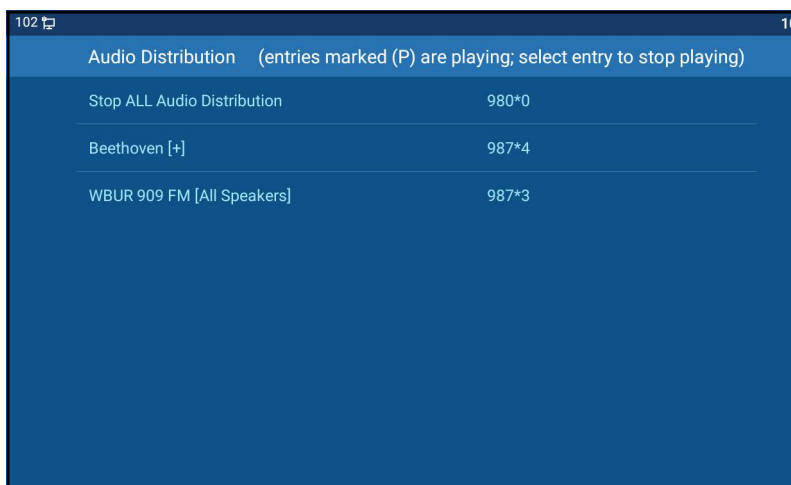 102
Audio Distribution (entries marked (P) are playing; select entry to stop playing)
Stop ALL Audio Distribution 980*0
Beethoven [+] 987*4
WBUR 909 FM [All Speakers] 987*3